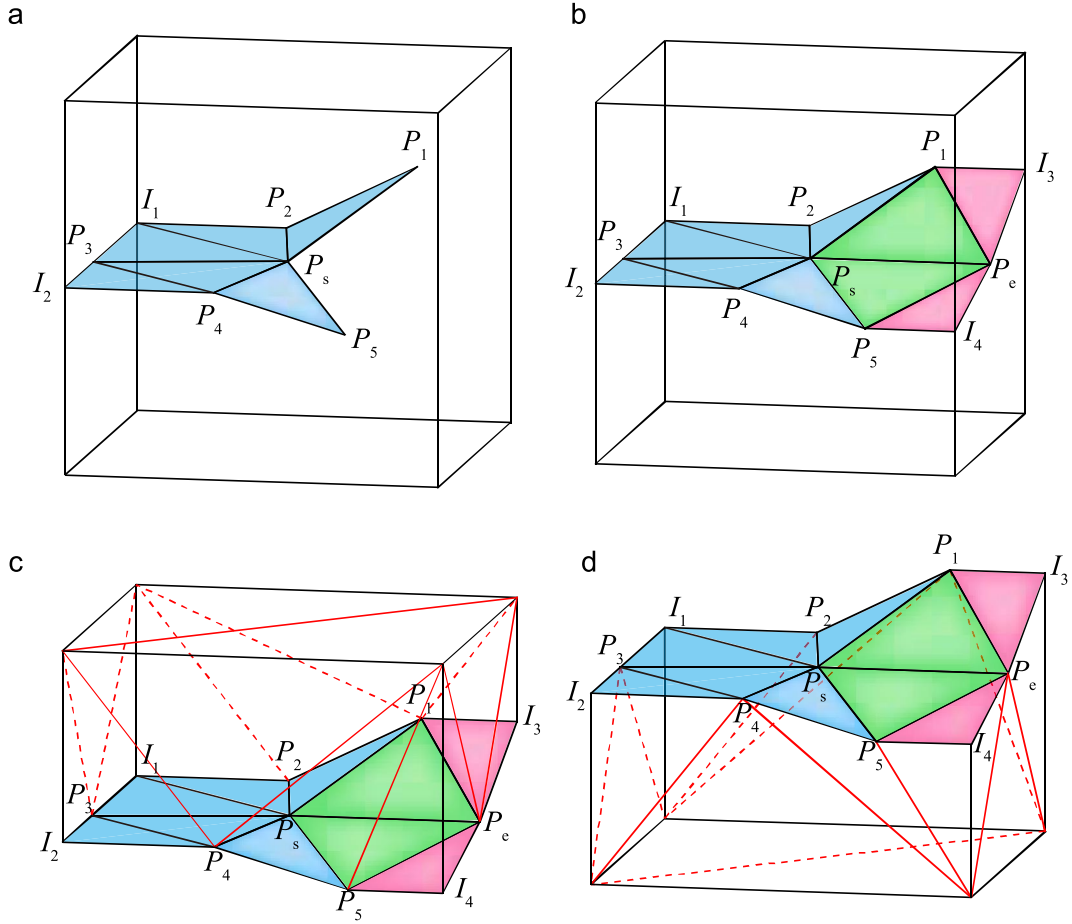 a
P₁
I₁
P₂
P₃
Pₛ
I₂
P₄
P₅
b
P₁
I₃
I₁
P₂
P₃
Pₛ
Pₑ
I₂
P₄
P₅
I₄
c
P₁
I₃
I₁
P₂
P₃
Pₛ
Pₑ
I₂
P₄
I₄
P₅
d
P₁
I₃
I₁
P₂
P₃
Pₛ
Pₑ
I₂
P₄
P₅
I₄